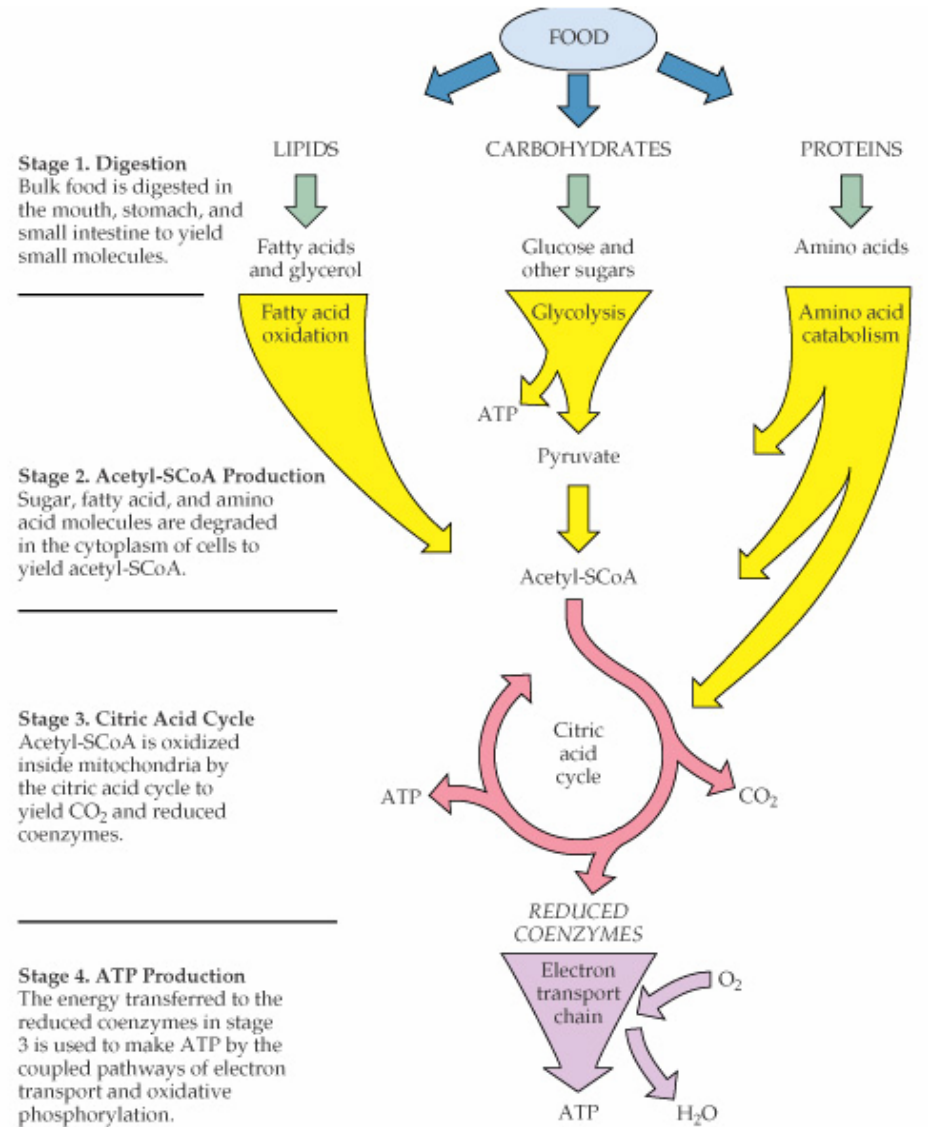 FOOD
LIPIDS
CARBOHYDRATES
PROTEINS
Stage 1. Digestion
Bulk food is digested in
the mouth, stomach, and
small intestine to yield
small molecules.
Fatty acids
and glycerol
Glucose and
other sugars
Amino acids
Fatty acid
oxidation
Glycolysis
Amino acid
catabolism
ATP
Pyruvate
Stage 2. Acetyl-SCoA Production
Sugar, fatty acid, and amino
acid molecules are degraded
in the cytoplasm of cells to
yield acetyl-SCoA.
Acetyl-SCoA
Stage 3. Citric Acid Cycle
Acetyl-SCoA is oxidized
inside mitochondria by
the citric acid cycle to
yield CO₂ and reduced
coenzymes.
Citric
acid
cycle
ATP
CO₂
REDUCED
COENZYMES
Stage 4. ATP Production
The energy transferred to the
reduced coenzymes in stage
3 is used to make ATP by the
coupled pathways of electron
transport and oxidative
phosphorylation.
Electron
transport
chain
O₂
ATP
H₂O